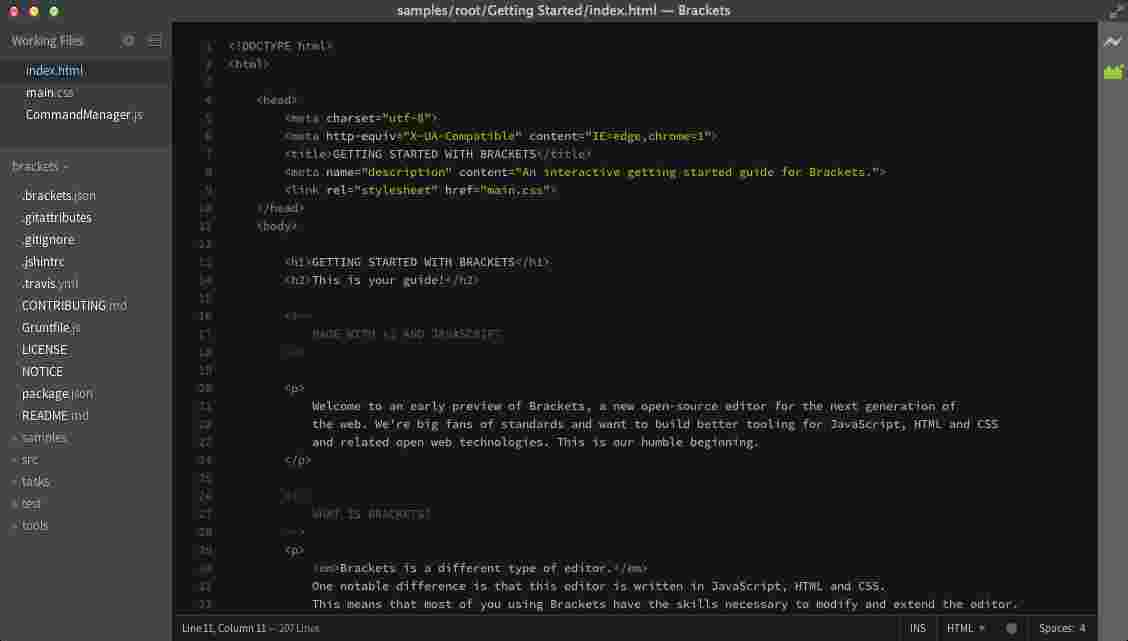 samples/root/Getting Started/index.html — Brackets
Working Files
index.html
main.css
CommandManager.js
brackets
.brackets.json
.gitattributes
.gitignore
.jshintrc
.travis.yml
CONTRIBUTING.md
Gruntfile.js
LICENSE
NOTICE
package.json
README.md
samples
src
tasks
test
tools
1 <!DOCTYPE html>
2 <html>
3
4 <head>
5 <meta charset="utf-8">
6 <meta http-equiv="X-UA-Compatible" content="IE=edge,chrome=1">
7 <title>GETTING STARTED WITH BRACKETS</title>
8 <meta name="description" content="An interactive getting started guide for Brackets.">
9 <link rel="stylesheet" href="main.css">
10 </head>
11 <body>
12
13 <h1>GETTING STARTED WITH BRACKETS</h1>
14 <h2>This is your guide!</h2>
15
16 <!--
17 MADE WITH <3 AND JAVASCRIPT
18 -->
19
20 <p>
21 Welcome to an early preview of Brackets, a new open-source editor for the next generation of
22 the web. We're big fans of standards and want to build better tooling for JavaScript, HTML and CSS
23 and related open web technologies. This is our humble beginning.
24 </p>
25
26 <!--
27 WHAT IS BRACKETS?
28 -->
29 <p>
30 <em>Brackets is a different type of editor.</em>
31 One notable difference is that this editor is written in JavaScript, HTML and CSS.
32 This means that most of you using Brackets have the skills necessary to modify and extend the editor.
Line 11, Column 11 — 207 Lines
INS
HTML
Spaces: 4